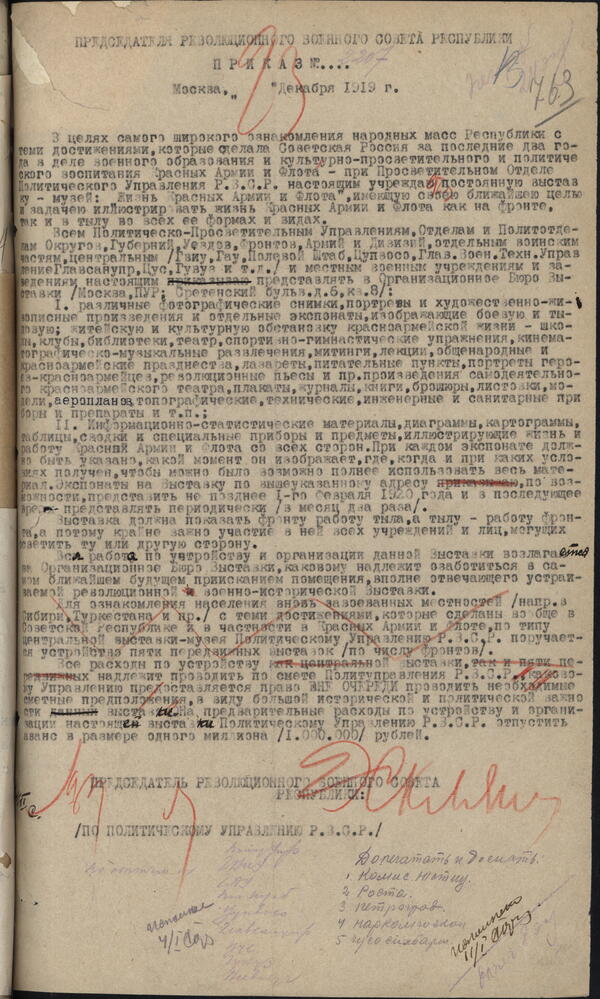 763
ПРЕДСЕДАТЕЛЯ РЕВОЛЮЦИОННОГО ВОЕННОГО СОВЕТА РЕСПУБЛИКИ
ПРИКАЗ №....
Москва, „ "Декабря 1919 г.
В целях самого широкого ознакомления народных масс Республики с
теми достижениями, которые сделала Советская Россия за последние два го-
да в деле военного образования и культурно-просветительного и политиче
ского воспитания Красных Армии и Флота - при Просветительном Отделе
Политического Управления Р.В.С.Р. настоящим учреждаю постоянную выстав
ку - музей: Жизнь Красных Армии и Флота", имеющую своею ближайшею целью
и задачею иллюстрировать жизнь Красных Армии и Флота как на фронте,
так и в тылу во всех ее формах и видах.
Всем Политическо-Просветительным Управлениям, Отделам и Политотде-
лам Округов, Губерний, Уездов, Фронтов, Армий и Дивизий, отдельным воинским
частям, центральным /Гвиу, Гау, Полевой Штаб, Цупвосо, Глав. Воен. Техн. Управ
ление Главсанупр, Цус, Гувуз и т.д./ и местным военным учреждениям и за-
ведениям настоящим приказываю представлять в Организационное Бюро Вы-
ставки /Москва, ПУР; Сретенский бульв. д. 6, кв. 8/:
I. различные фотографические снимки, портреты и художественно-жи-
вописные произведения и отдельные экспонаты, изображающие боевую и ты-
ловую; житейскую и культурную обстановку красноармейской жизни - шко-
лы, клубы, библиотеки, театр, спортивно-гимнастические упражнения, кинема-
тографическо-музыкальные развлечения, митинги, лекции, общенародные и
красноармейские празднества, лазареты, питательные пункты, портреты геро-
ев-красноармейцев, революционные пьесы и пр. произведения самодеятельно-
го красноармейского театра, плакаты, журналы, книги, брошюры, листовки, мо-
дели, аеропланов, топографические, технические, инженерные и санитарные при
боры и препараты и т.п.;
II. Информационно-статистические материалы, диаграммы, картограммы,
таблицы, сводки и специальные приборы и предметы, иллюстрирующие жизнь и
работу Красной Армии и Флота со всех сторон. При каждом экспонате долж-
но быть указано, какой момент он изображает, где, когда и при каких усло-
виях получен, чтобы можно было возможно полнее использовать весь мате-
риал. Экспонаты на Выставку по вышеуказанному адресу приказываю, по воз-
можности, представить не позднее I-го Февраля 1920 года и в последующее
время - представлять периодически /в месяц два раза/.
Выставка должна показать фронту работу тыла, а тылу - работу фрон-
та, а потому крайне важно участие в ней всех учреждений и лиц, могущих
осветить ту или другую сторону.
Вся работа по устройству и организации данной Выставки возлагается
на Организационное Бюро Выставки, каковому надлежит озаботиться в са-
мом ближайшем будущем, приисканием помещения, вполне отвечающего устраи-
ваемой революционной военно-исторической Выставки.
Для ознакомления населения вновь завоеванных местностей /напр. в
Сибири, Туркестана и пр./ с теми достижениями, которые сделаны во обще в
Советской республике и в частности в Красных Армии и Флоте, по типу
центральной выставки-музея Политическому Управлению Р.В.С.Р. поручает-
ся устройство пяти передвижных выставок /по числу фронтов/.
Все расходы по устройству как центральной выставки, так и пяти пе-
редвижных надлежит проводить по смете Политуправления Р.В.С.Р. каково-
му Управлению предоставляется право ВНЕ ОЧЕРЕДИ проводить необходимые
сметные предположения, в виду большой исторической и политической важно
сти данной выставки. На предварительные расходы по устройству и органи-
зации настоящей выставки Политическому Управлению Р.В.С.Р. отпустить
аванс в размере одного миллиона /1.000.000/ рублей.
ПРЕДСЕДАТЕЛЬ РЕВОЛЮЦИОННОГО ВОЕННОГО СОВЕТА
РЕСПУБЛИКИ:
/ПО ПОЛИТИЧЕСКОМУ УПРАВЛЕНИЮ Р.В.С.Р./
Допечатать и дослать:
1 Комис Юстиц.
2 Роста.
3 Петроград.